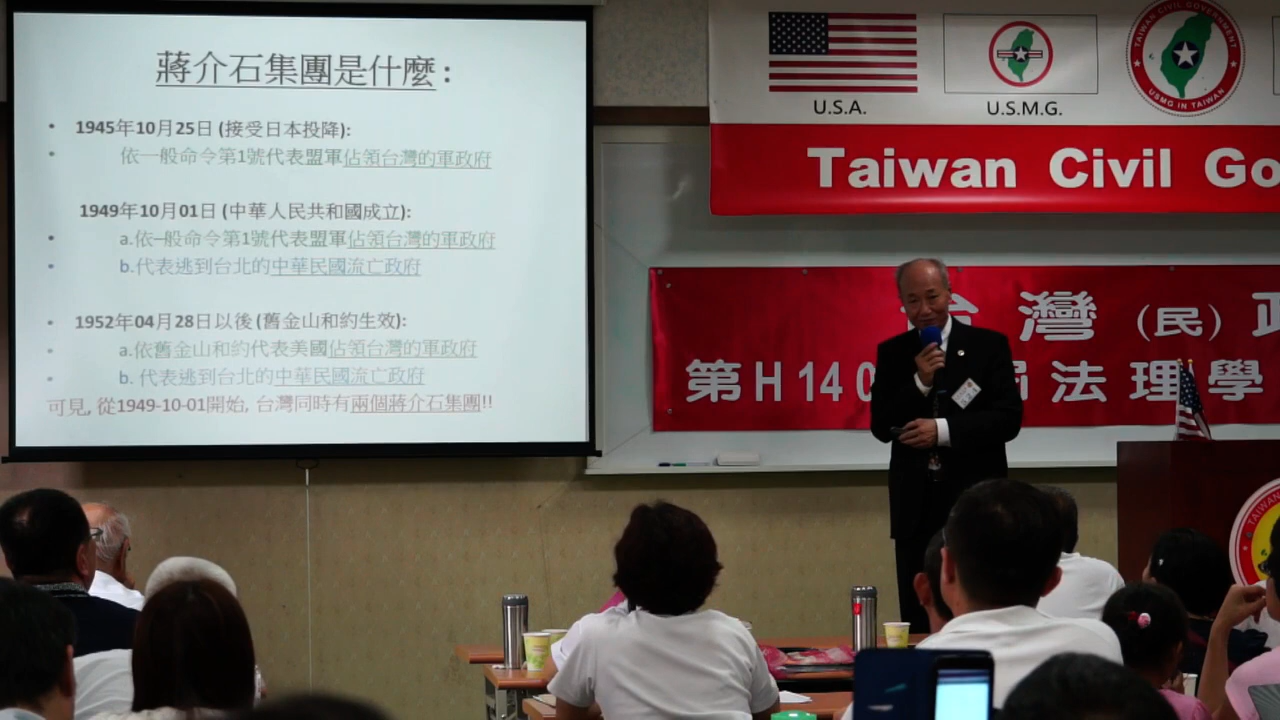 蔣介石集團是什麼:
• 1945年10月25日 (接受日本投降):
• 依一般命令第1號代表盟軍佔領台灣的軍政府
1949年10月01日 (中華人民共和國成立):
• a.依一般命令第1號代表盟軍佔領台灣的軍政府
• b.代表逃到台北的中華民國流亡政府
• 1952年04月28日以後 (舊金山和約生效):
• a.依舊金山和約代表美國佔領台灣的軍政府
• b. 代表逃到台北的中華民國流亡政府
可見, 從1949-10-01開始, 台灣同時有兩個蔣介石集團!!
U.S.A.
U.S.M.G.
TAIWAN CIVIL GOVERNMENT
USMG IN TAIWAN
Taiwan Civil Go
台灣 (民) 政
第H140 屆法理學
TAIWAN